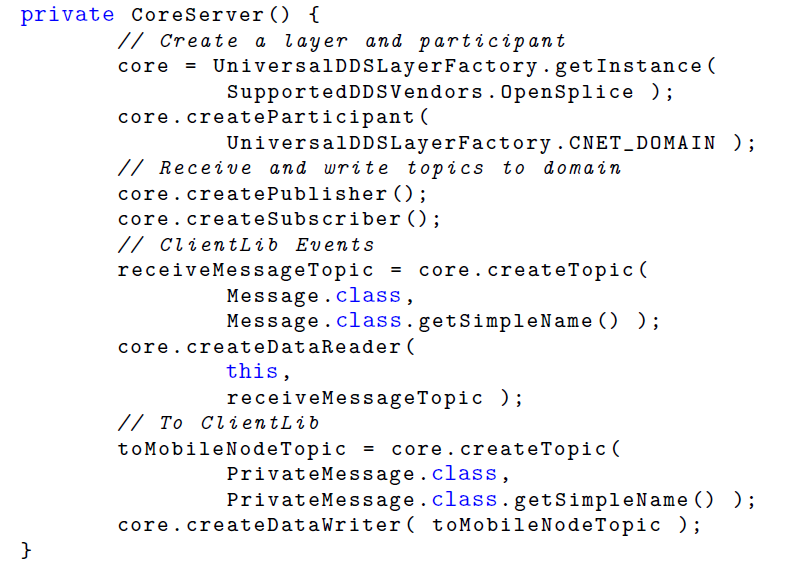 private CoreServer() {
// Create a layer and participant
core = UniversalDDSLayerFactory.getInstance(
SupportedDDSVendors.OpenSplice );
core.createParticipant(
UniversalDDSLayerFactory.CNET_DOMAIN );
// Receive and write topics to domain
core.createPublisher();
core.createSubscriber();
// ClientLib Events
receiveMessageTopic = core.createTopic(
Message.class,
Message.class.getSimpleName() );
core.createDataReader(
this,
receiveMessageTopic );
// To ClientLib
toMobileNodeTopic = core.createTopic(
PrivateMessage.class,
PrivateMessage.class.getSimpleName() );
core.createDataWriter( toMobileNodeTopic );
}